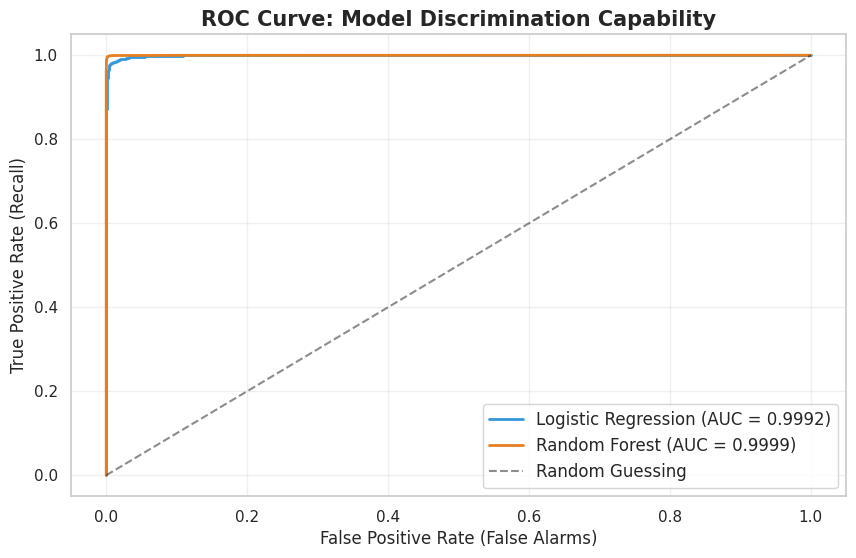 ROC Curve: Model Discrimination Capability
True Positive Rate (Recall)
1.0
0.8
0.6
0.4
0.2
0.0
0.0 0.2 0.4 0.6 0.8 1.0
False Positive Rate (False Alarms)
Logistic Regression (AUC = 0.9992)
Random Forest (AUC = 0.9999)
Random Guessing